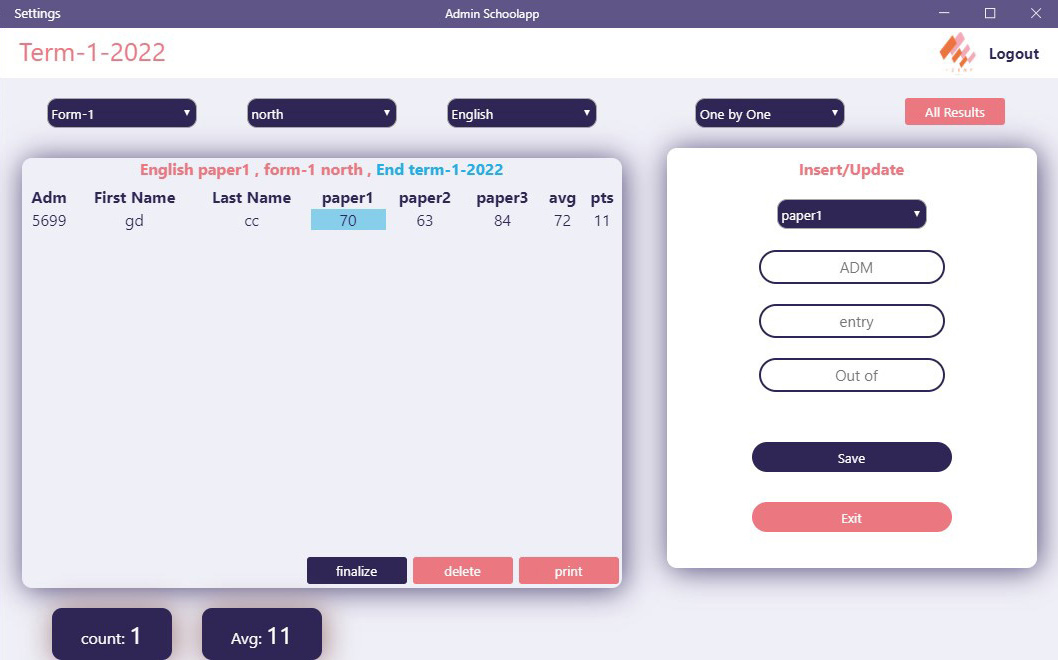 Settings Admin Schoolapp
Term-1-2022 Logout
Form-1 north English One by One All Results
English paper1 , form-1 north , End term-1-2022
Adm First Name Last Name paper1 paper2 paper3 avg pts
5699 gd cc 70 63 84 72 11
finalize delete print
Insert/Update
paper1
ADM
entry
Out of
Save
Exit
count: 1 Avg: 11